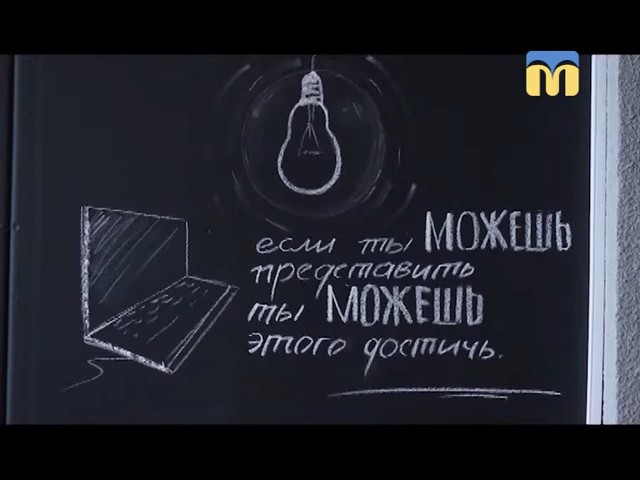 m
если ты МОЖЕШЬ
представить
ты МОЖЕШЬ
этого достичь.